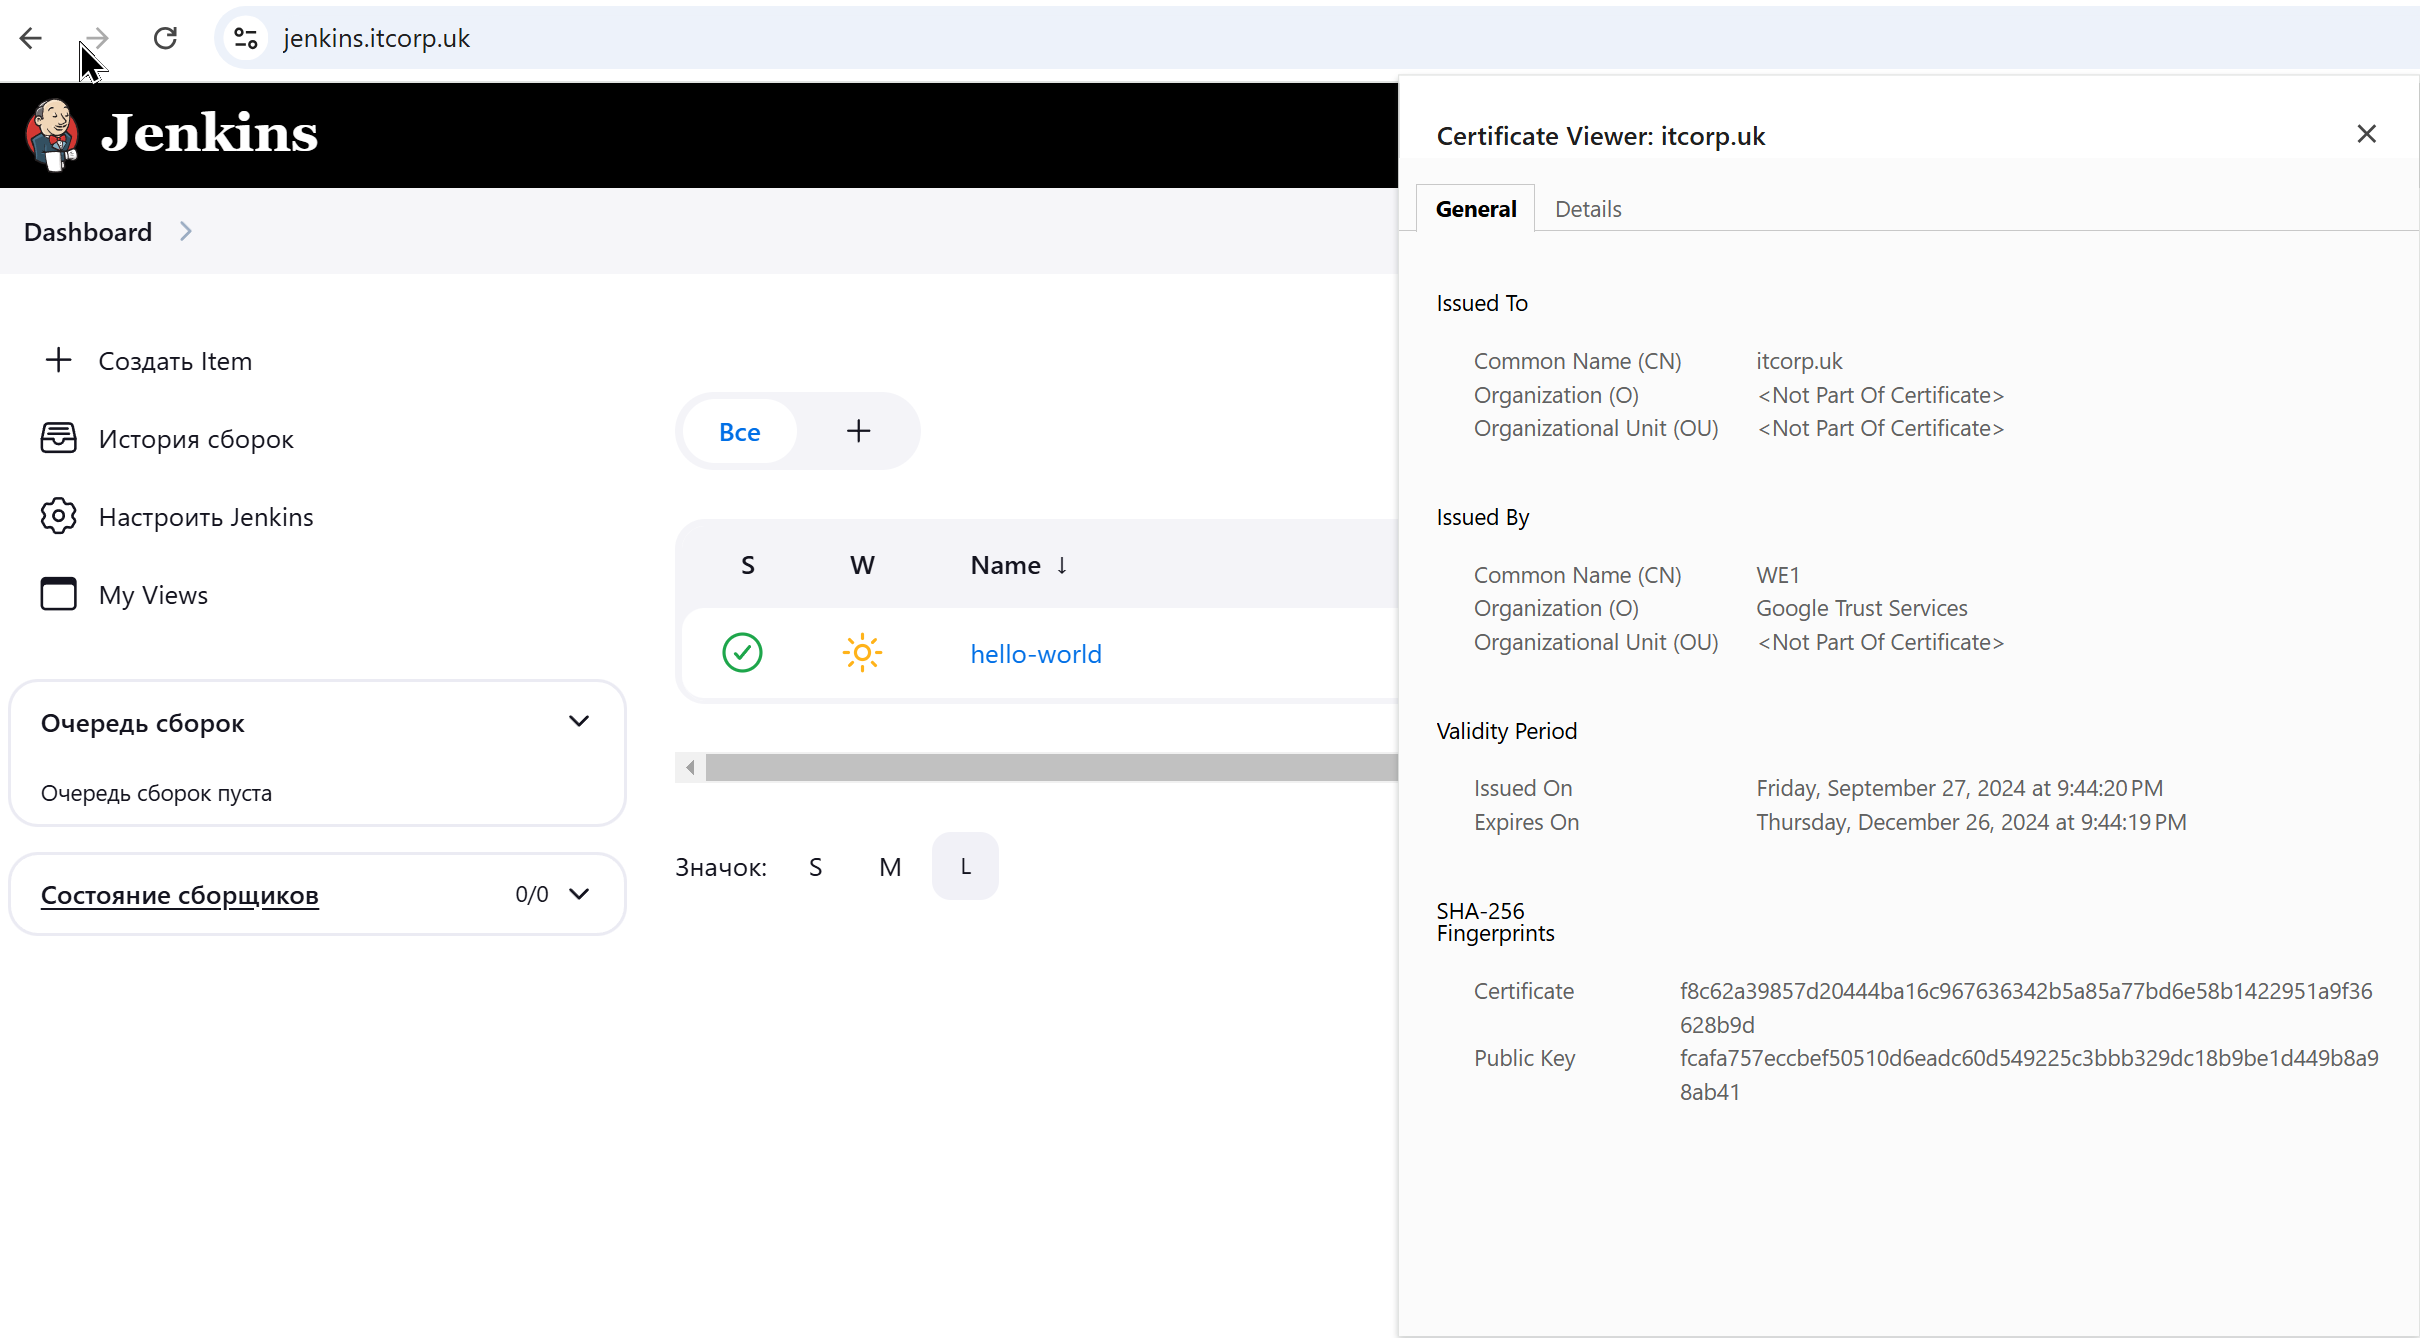 jenkins.itcorp.uk
Jenkins
Dashboard
Создать Item
История сборок
Настроить Jenkins
My Views
Очередь сборок
Очередь сборок пуста
Состояние сборщиков 0/0
Все +
S W Name ↓
hello-world
Значок: S M L
Certificate Viewer: itcorp.uk
General Details
Issued To
Common Name (CN) itcorp.uk
Organization (O) <Not Part Of Certificate>
Organizational Unit (OU) <Not Part Of Certificate>
Issued By
Common Name (CN) WE1
Organization (O) Google Trust Services
Organizational Unit (OU) <Not Part Of Certificate>
Validity Period
Issued On Friday, September 27, 2024 at 9:44:20 PM
Expires On Thursday, December 26, 2024 at 9:44:19 PM
SHA-256
Fingerprints
Certificate f8c62a39857d20444ba16c967636342b5a85a77bd6e58b1422951a9f36
628b9d
Public Key fcafa757eccbef50510d6eadc60d549225c3bbb329dc18b9be1d449b8a9
8ab41